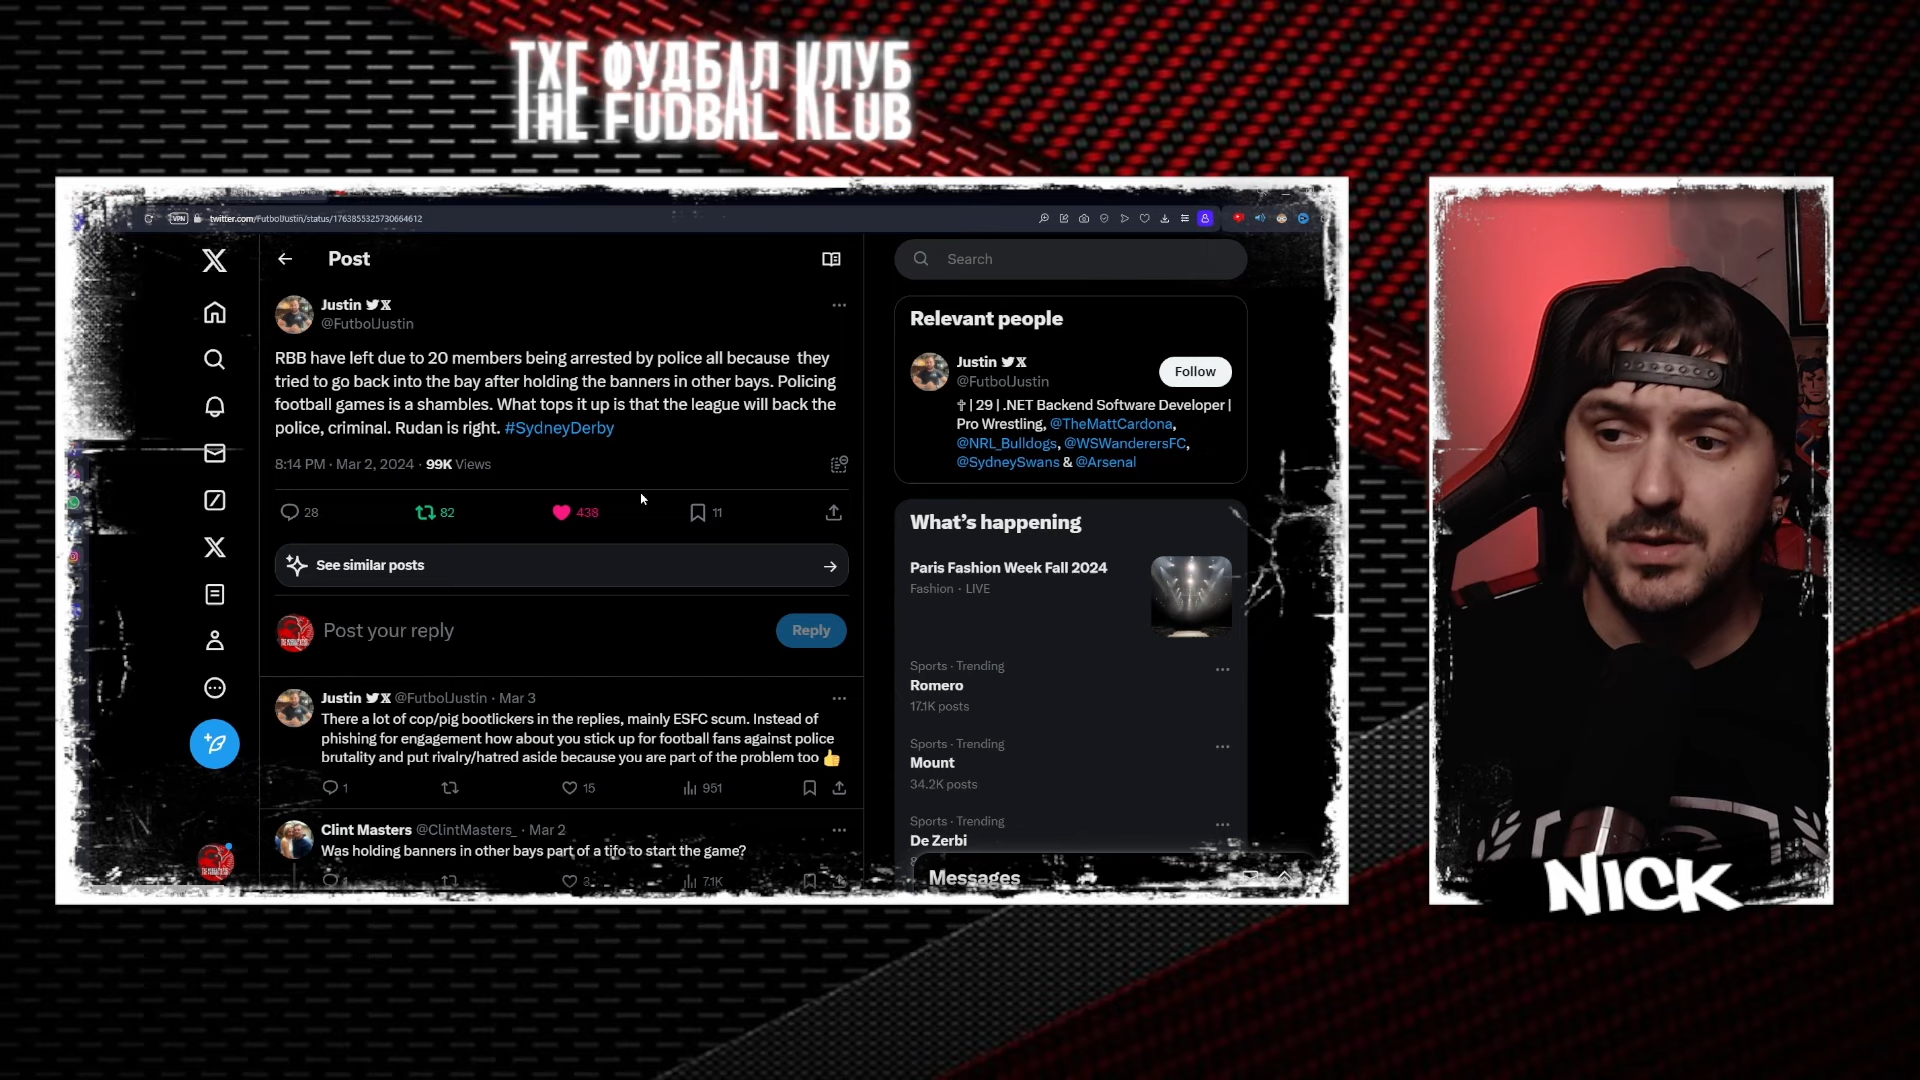 ТХЕ ФУДБАЛ КЛУБ
THE FUDBAL KLUB
VPN
twitter.com/FutbolJustin/status/1763855325730664612
Post
Justin
@FutbolJustin
RBB have left due to 20 members being arrested by police all because they
tried to go back into the bay after holding the banners in other bays. Policing
football games is a shambles. What tops it up is that the league will back the
police, criminal. Rudan is right. #SydneyDerby
8:14 PM · Mar 2, 2024 · 99K Views
28
82
438
11
See similar posts
Post your reply
Reply
Justin @FutbolJustin · Mar 3
There a lot of cop/pig bootlickers in the replies, mainly ESFC scum. Instead of
phishing for engagement how about you stick up for football fans against police
brutality and put rivalry/hatred aside because you are part of the problem too 👍
1
15
951
Clint Masters @ClintMasters_ · Mar 2
Was holding banners in other bays part of a tifo to start the game?
1
3
7.1K
Search
Relevant people
Justin
@FutbolJustin
Follow
✞ | 29 | .NET Backend Software Developer |
Pro Wrestling, @TheMattCardona,
@NRL_Bulldogs, @WSWanderersFC,
@SydneySwans & @Arsenal
What's happening
Paris Fashion Week Fall 2024
Fashion · LIVE
Sports · Trending
Romero
17.1K posts
Sports · Trending
Mount
34.2K posts
Sports · Trending
De Zerbi
Messages
NICK